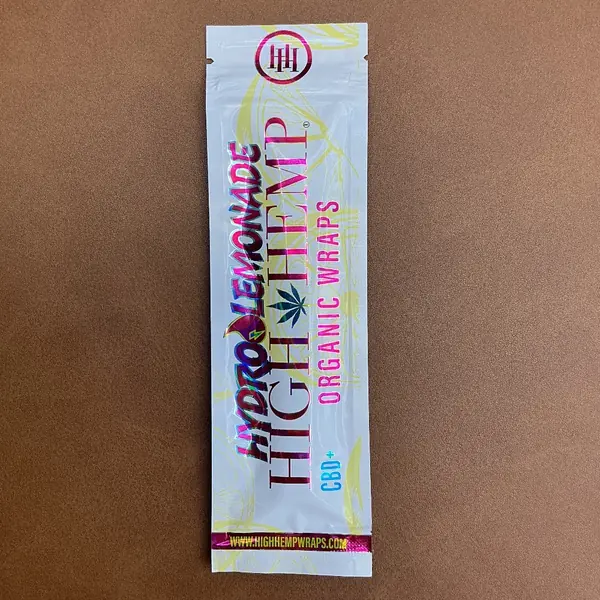 HH
HYDRO LEMONADE
HIGH HEMP®
ORGANIC WRAPS
CBD+
WWW.HIGHHEMPWRAPS.COM